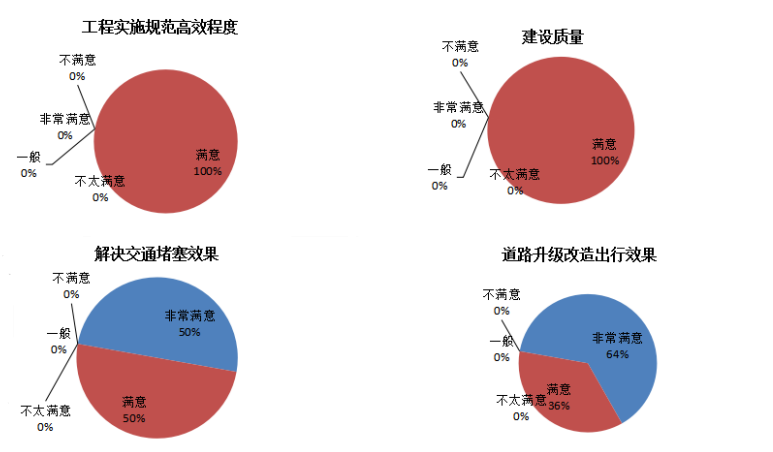 工程实施规范高效程度
不满意
0%
非常满意
0%
一般
0%
不太满意
0%
满意
100%
建设质量
不满意
0%
非常满意
0%
一般
0%
不太满意
0%
满意
100%
解决交通堵塞效果
不满意
0%
非常满意
50%
一般
0%
不太满意
0%
满意
50%
道路升级改造出行效果
不满意
0%
非常满意
64%
一般
0%
不太满意
0%
满意
36%